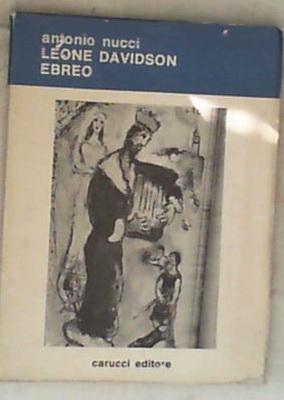 antonio nucci
LEONE DAVIDSON
EBREO
carucci editore